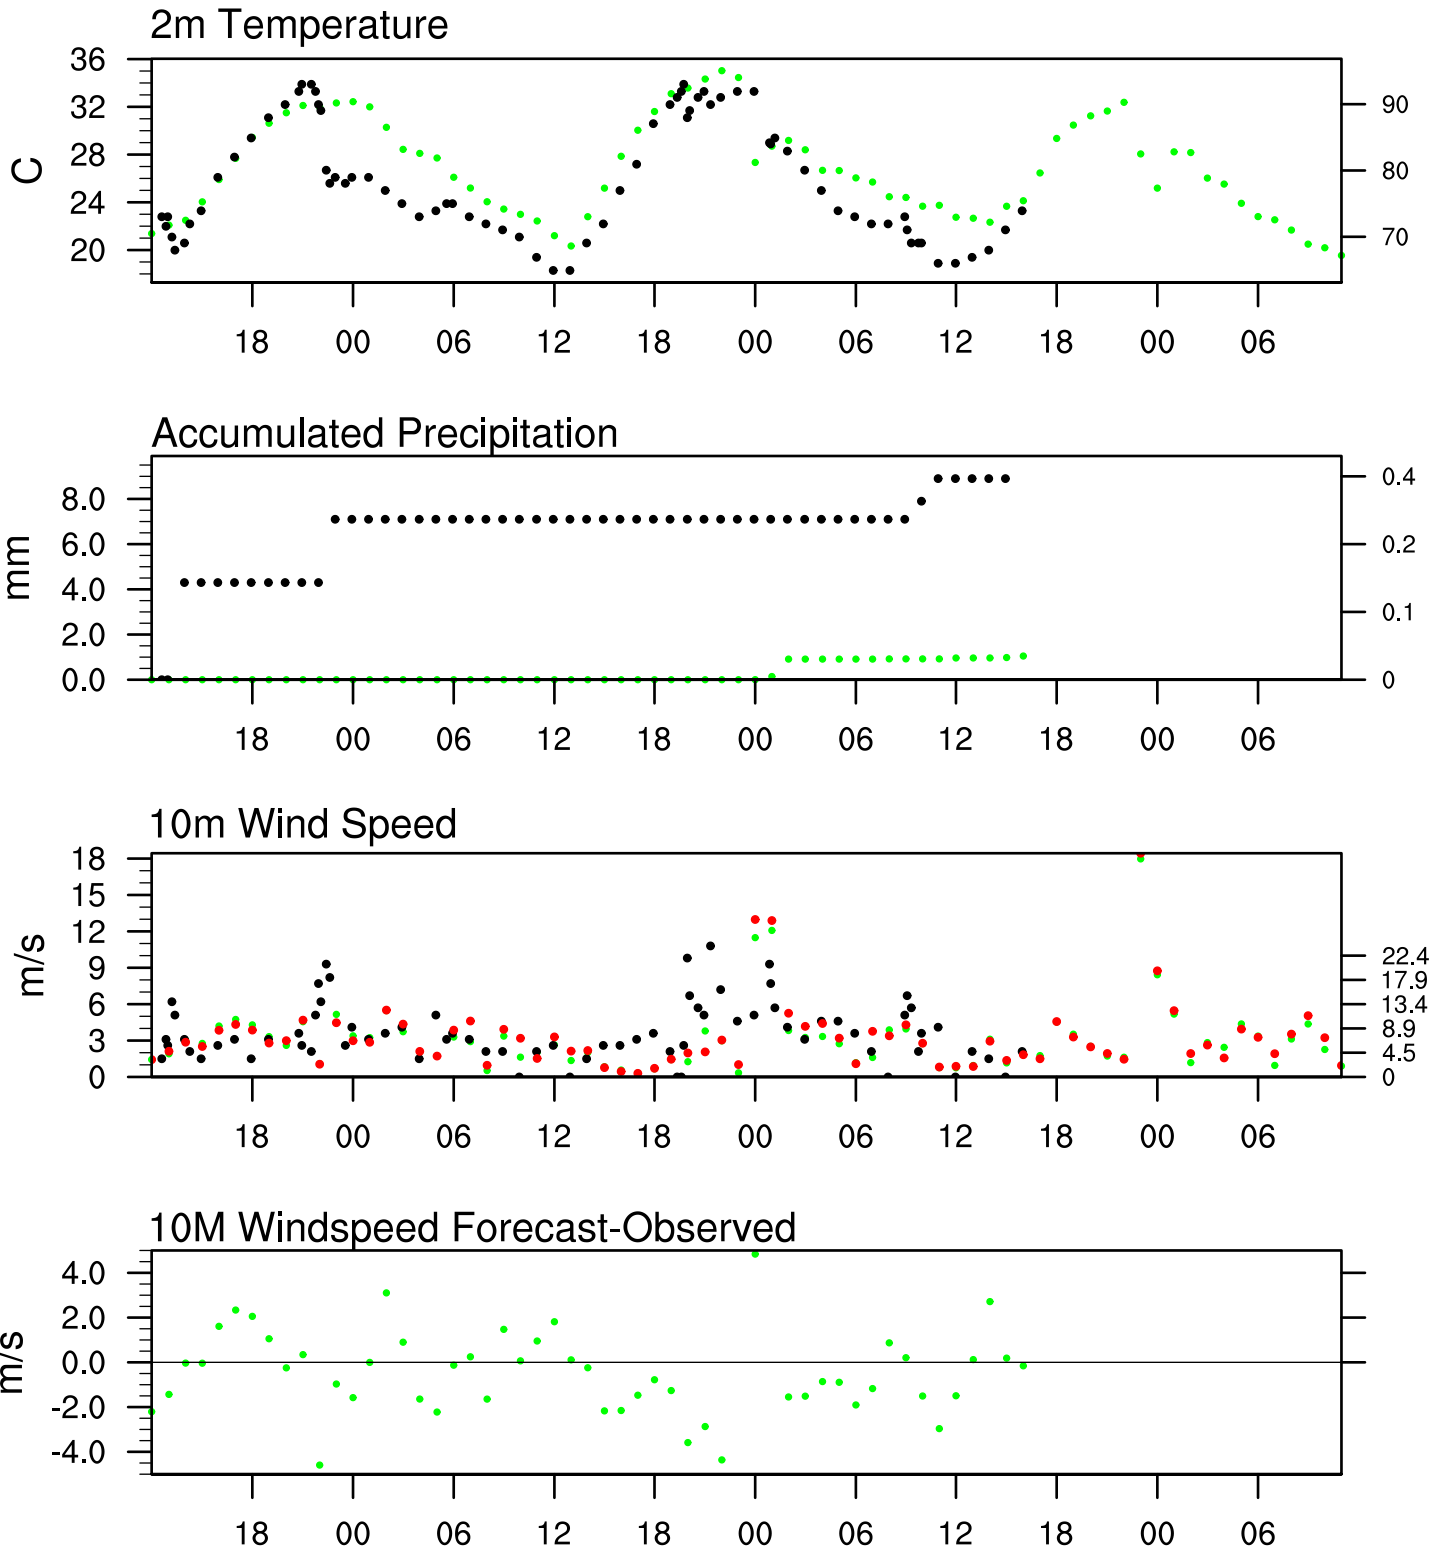 2m Temperature
36
32
28
24
20
C
90
80
70
18 00 06 12 18 00 06 12 18 00 06
Accumulated Precipitation
8.0
6.0
4.0
2.0
0.0
mm
0.4
0.2
0.1
0
18 00 06 12 18 00 06 12 18 00 06
10m Wind Speed
18
15
12
9
6
3
0
m/s
22.4
17.9
13.4
8.9
4.5
0
18 00 06 12 18 00 06 12 18 00 06
10M Windspeed Forecast-Observed
4.0
2.0
0.0
-2.0
-4.0
m/s
18 00 06 12 18 00 06 12 18 00 06